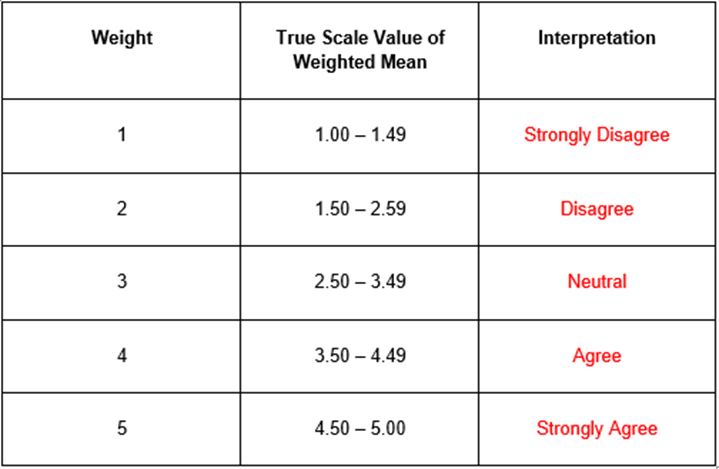 Weight True Scale Value of Weighted Mean Interpretation
1 1.00 – 1.49 Strongly Disagree
2 1.50 – 2.59 Disagree
3 2.50 – 3.49 Neutral
4 3.50 – 4.49 Agree
5 4.50 – 5.00 Strongly Agree